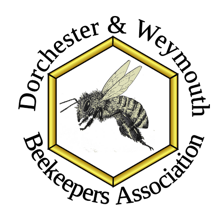 Dorchester & Weymouth
Beekeepers Association